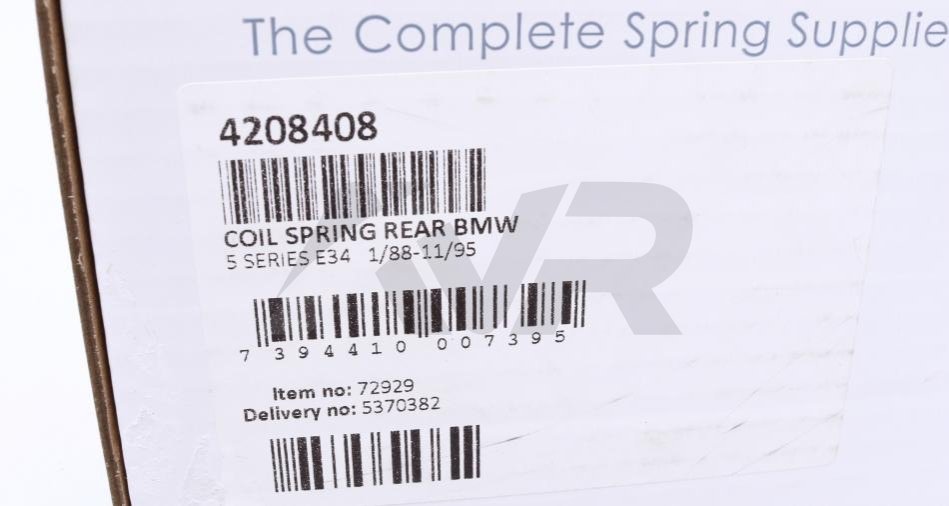 The Complete Spring Supplie
4208408
COIL SPRING REAR BMW
5 SERIES E34 1/88-11/95
7 394410 007395
Item no: 72929
Delivery no: 5370382